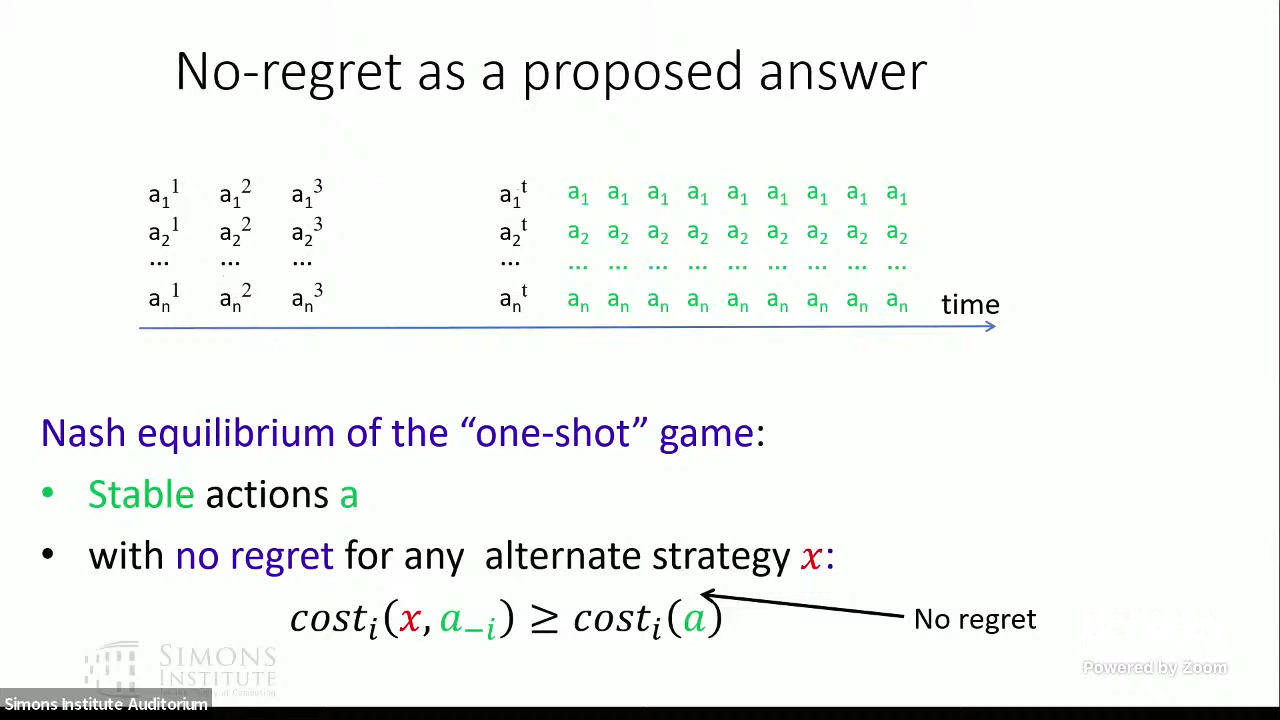 No-regret as a proposed answer
a₁¹ a₁² a₁³ a₁ᵗ a₁ a₁ a₁ a₁ a₁ a₁ a₁ a₁ a₁
a₂¹ a₂² a₂³ a₂ᵗ a₂ a₂ a₂ a₂ a₂ a₂ a₂ a₂ a₂
... ... ... ... ... ... ... ... ... ... ... ... ...
aₙ¹ aₙ² aₙ³ aₙᵗ aₙ aₙ aₙ aₙ aₙ aₙ aₙ aₙ aₙ time
Nash equilibrium of the “one-shot” game:
• Stable actions a
• with no regret for any alternate strategy x:
costᵢ(x, a₋ᵢ) ≥ costᵢ(a) No regret
SIMONS
INSTITUTE
Powered by Zoom
Simons Institute Auditorium